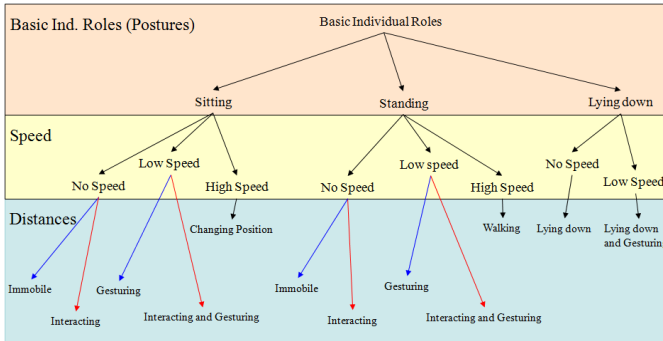 Basic Ind. Roles (Postures)
Basic Individual Roles
Sitting
Standing
Lying down
Speed
Low Speed
No Speed
High Speed
Low speed
No Speed
High Speed
No Speed
Low Speed
Distances
Changing Position
Walking
Lying down
Lying down
and Gesturing
Immobile
Gesturing
Interacting
Interacting and Gesturing
Immobile
Gesturing
Interacting
Interacting and Gesturing